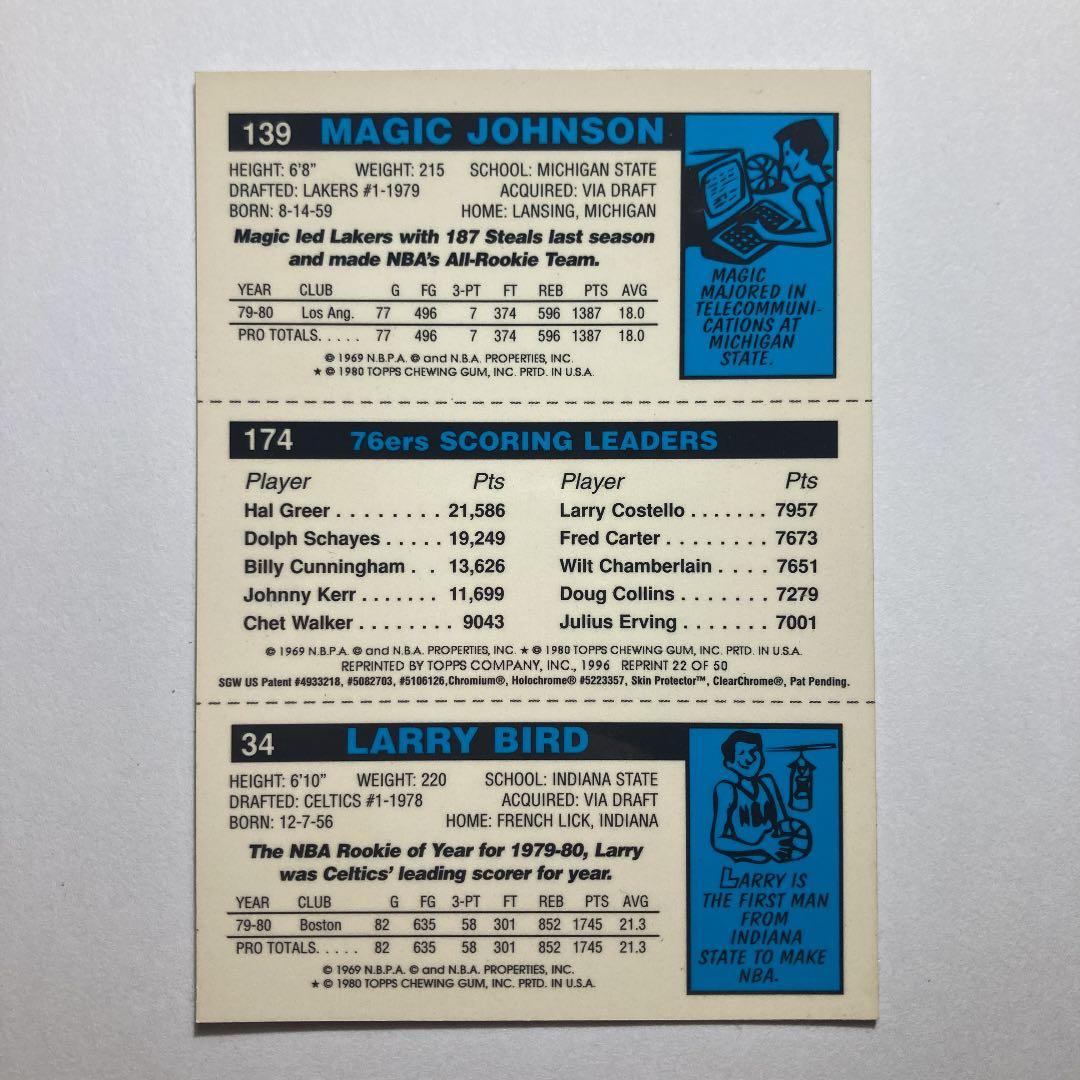 139 MAGIC JOHNSON
HEIGHT: 6'8" WEIGHT: 215 SCHOOL: MICHIGAN STATE
DRAFTED: LAKERS #1-1979 ACQUIRED: VIA DRAFT
BORN: 8-14-59 HOME: LANSING, MICHIGAN
Magic led Lakers with 187 Steals last season
and made NBA's All-Rookie Team.
YEAR CLUB G FG 3-PT FT REB PTS AVG
79-80 Los Ang. 77 496 7 374 596 1387 18.0
PRO TOTALS. . . . . 77 496 7 374 596 1387 18.0
© 1969 N.B.P.A. © and N.B.A. PROPERTIES, INC.
★ © 1980 TOPPS CHEWING GUM, INC. PRTD. IN U.S.A.
MAGIC
MAJORED IN
TELECOMMUNI-
CATIONS AT
MICHIGAN
STATE.
174 76ers SCORING LEADERS
Player Pts Player Pts
Hal Greer . . . . . . . . 21,586 Larry Costello . . . . . . . 7957
Dolph Schayes . . . . . 19,249 Fred Carter . . . . . . . . 7673
Billy Cunningham . . 13,626 Wilt Chamberlain . . . . 7651
Johnny Kerr . . . . . . . 11,699 Doug Collins . . . . . . . 7279
Chet Walker . . . . . . . . 9043 Julius Erving . . . . . . . 7001
© 1969 N.B.P.A. © and N.B.A. PROPERTIES, INC. ★ © 1980 TOPPS CHEWING GUM, INC. PRTD. IN U.S.A.
REPRINTED BY TOPPS COMPANY, INC., 1996 REPRINT 22 OF 50
SGW US Patent #4933218, #5082703, #5106126,Chromium®, Holochrome® #5223357, Skin Protector™, ClearChrome®, Pat Pending.
34 LARRY BIRD
HEIGHT: 6'10" WEIGHT: 220 SCHOOL: INDIANA STATE
DRAFTED: CELTICS #1-1978 ACQUIRED: VIA DRAFT
BORN: 12-7-56 HOME: FRENCH LICK, INDIANA
The NBA Rookie of Year for 1979-80, Larry
was Celtics' leading scorer for year.
YEAR CLUB G FG 3-PT FT REB PTS AVG
79-80 Boston 82 635 58 301 852 1745 21.3
PRO TOTALS. . . . . 82 635 58 301 852 1745 21.3
© 1969 N.B.P.A. © and N.B.A. PROPERTIES, INC.
★ © 1980 TOPPS CHEWING GUM, INC. PRTD. IN U.S.A.
NBA
LARRY IS
THE FIRST MAN
FROM
INDIANA
STATE TO MAKE
NBA.